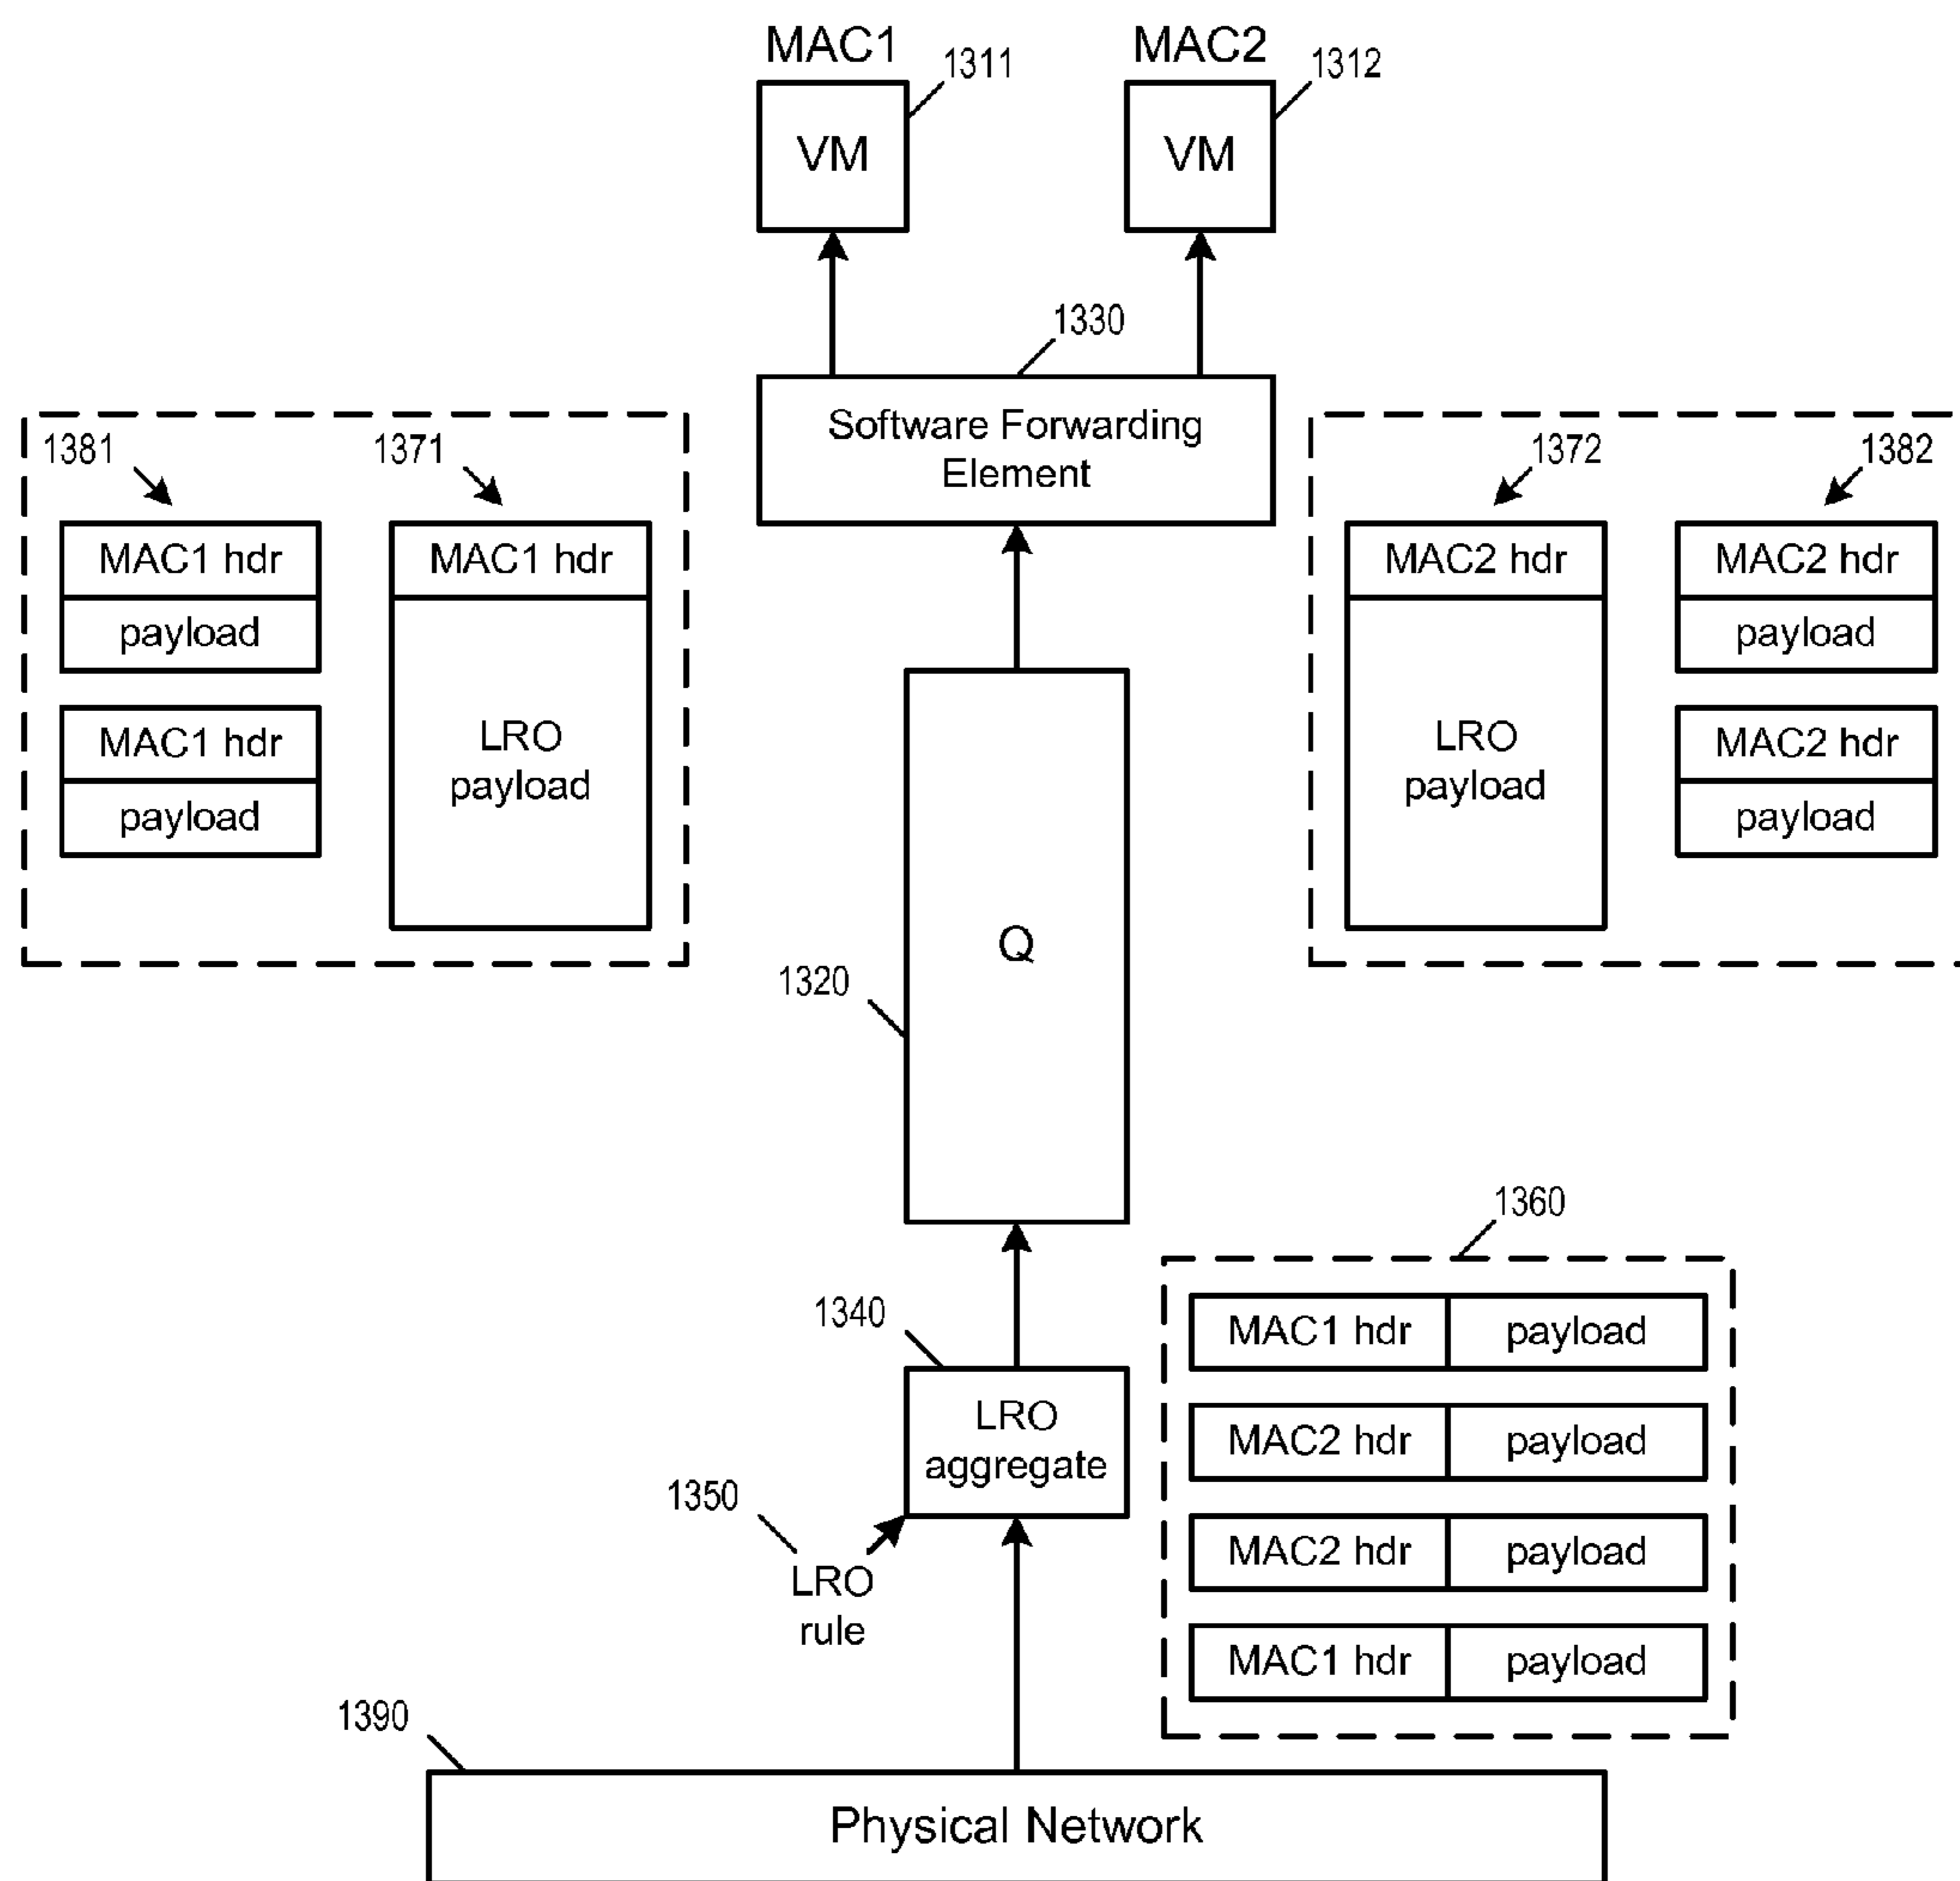 MAC1
1311
MAC2
1312
VM
VM
1330
Software Forwarding
Element
1381
1371
MAC1 hdr
payload
MAC1 hdr
payload
MAC1 hdr
LRO
payload
1372
1382
MAC2 hdr
LRO
payload
MAC2 hdr
payload
MAC2 hdr
payload
Q
1320
1360
1340
LRO
aggregate
MAC1 hdr payload
MAC2 hdr payload
MAC2 hdr payload
MAC1 hdr payload
1350
LRO
rule
1390
Physical Network